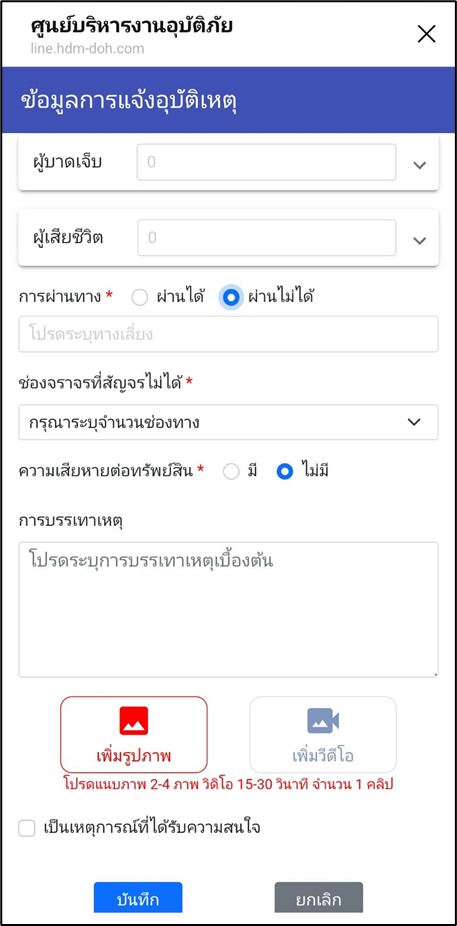 ศูนย์บริหารงานอุบัติภัย
line.hdm-doh.com
ข้อมูลการแจ้งอุบัติเหตุ
ผู้บาดเจ็บ 0
ผู้เสียชีวิต 0
การผ่านทาง * ผ่านได้ ผ่านไม่ได้
โปรดระบุทางเลี่ยง
ช่องจราจรที่สัญจรไม่ได้ *
กรุณาระบุจำนวนช่องทาง
ความเสียหายต่อทรัพย์สิน * มี ไม่มี
การบรรเทาเหตุ
โปรดระบุการบรรเทาเหตุเบื้องต้น
เพิ่มรูปภาพ เพิ่มวีดีโอ
โปรดแนบภาพ 2-4 ภาพ วิดิโอ 15-30 วินาที จำนวน 1 คลิป
เป็นเหตุการณ์ที่ได้รับความสนใจ
บันทึก ยกเลิก